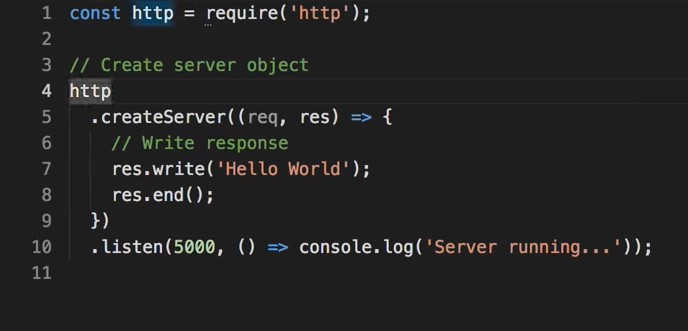 1 const http = require('http');
2
3 // Create server object
4 http
5 .createServer((req, res) => {
6 // Write response
7 res.write('Hello World');
8 res.end();
9 })
10 .listen(5000, () => console.log('Server running...'));
11